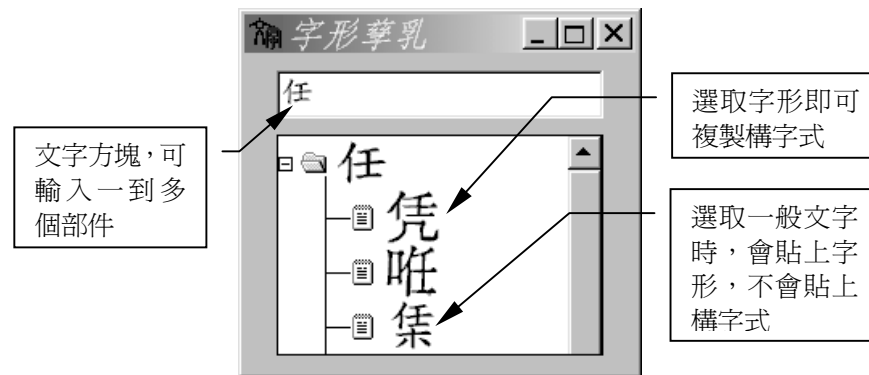 字形孳乳
任
文字方塊，可
輸入一到多
個部件
任
凭
栠
選取字形即可
複製構字式
選取一般文字
時，會貼上字
形，不會貼上
構字式